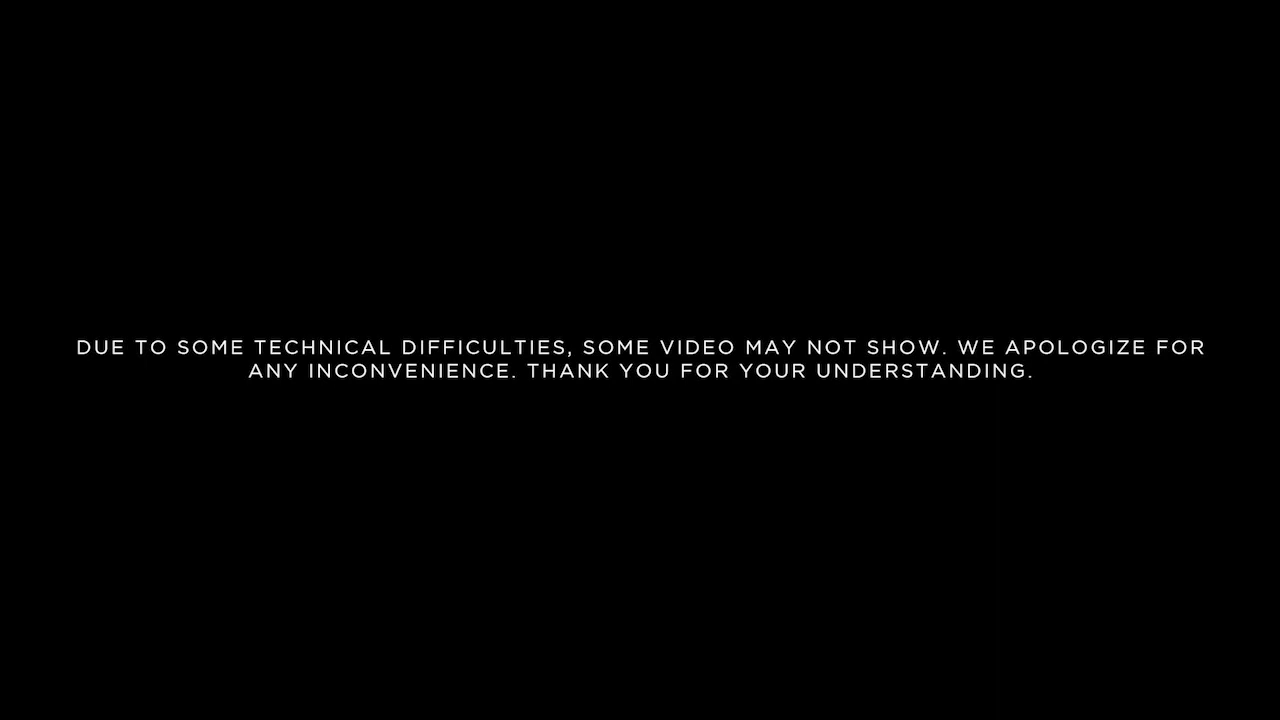 DUE TO SOME TECHNICAL DIFFICULTIES, SOME VIDEO MAY NOT SHOW. WE APOLOGIZE FOR
ANY INCONVENIENCE. THANK YOU FOR YOUR UNDERSTANDING.